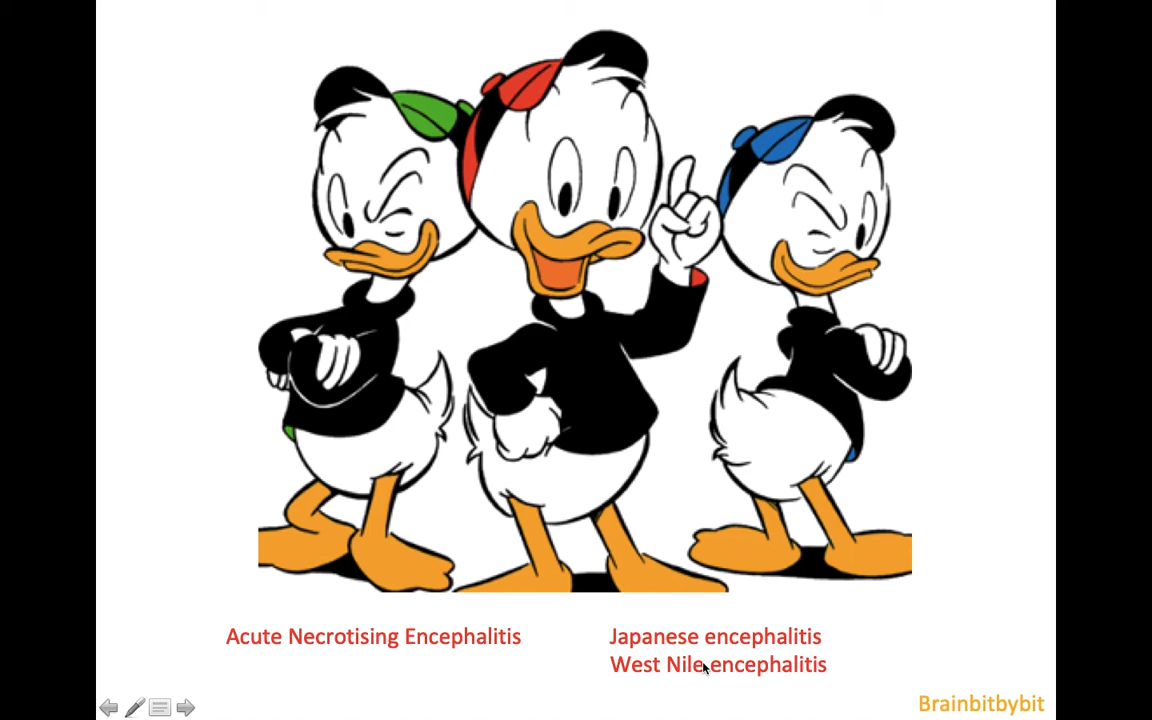 Acute Necrotising Encephalitis
Japanese encephalitis
West Nile encephalitis
Brainbitbybit